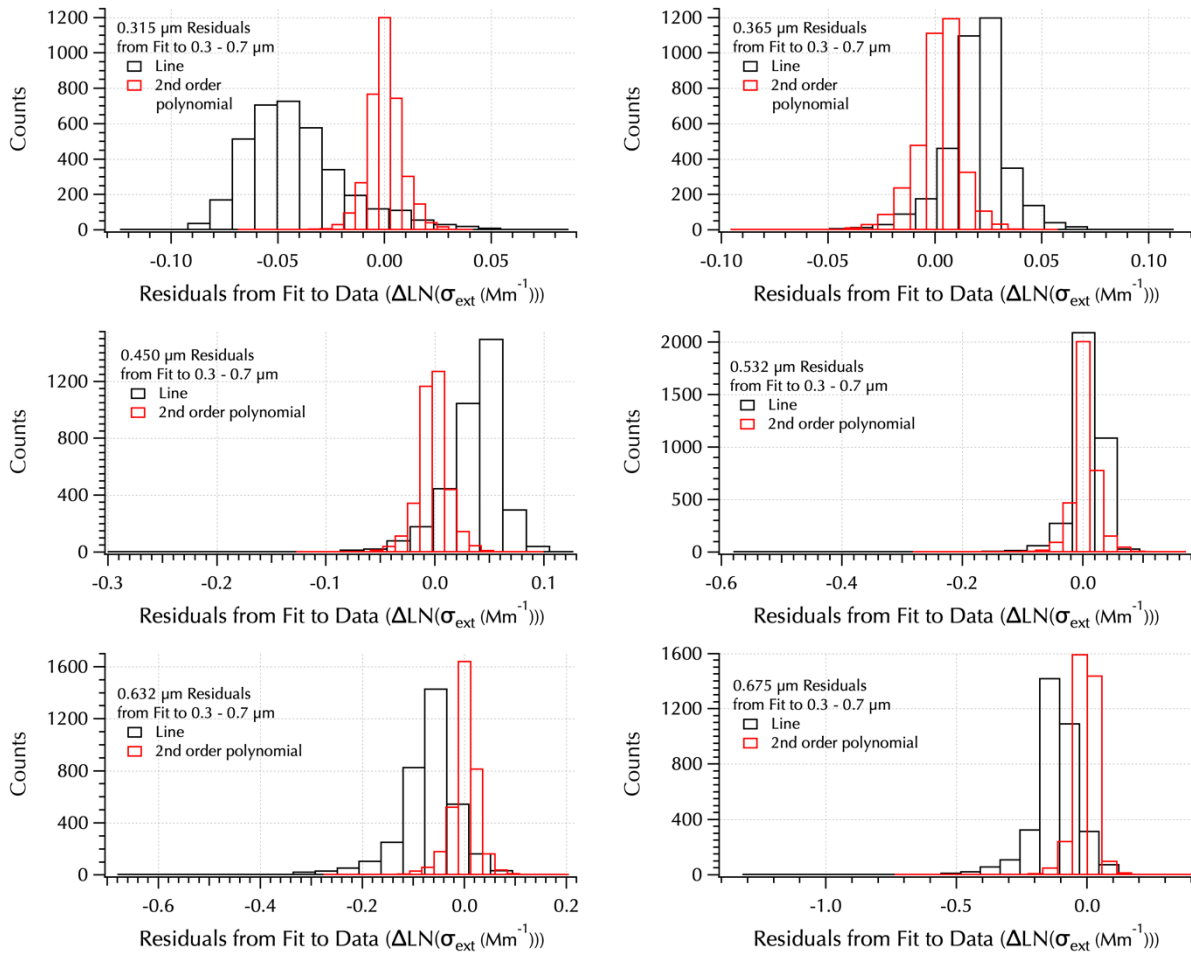 0.315 µm Residuals
from Fit to 0.3 - 0.7 µm
Line
2nd order
polynomial
Counts
1200
1000
800
600
400
200
0
-0.10
-0.05
0.00
0.05
Residuals from Fit to Data (ΔLN(σext (Mm-1)))
0.365 µm Residuals
from Fit to 0.3 - 0.7 µm
Line
2nd order
polynomial
Counts
1200
1000
800
600
400
200
0
-0.10
-0.05
0.00
0.05
0.10
Residuals from Fit to Data (ΔLN(σext (Mm-1)))
0.450 µm Residuals
from Fit to 0.3 - 0.7 µm
Line
2nd order polynomial
Counts
1200
800
400
0
-0.3
-0.2
-0.1
0.0
0.1
Residuals from Fit to Data (ΔLN(σext (Mm-1)))
0.532 µm Residuals
from Fit to 0.3 - 0.7 µm
Line
2nd order polynomial
Counts
2000
1500
1000
500
0
-0.6
-0.4
-0.2
0.0
Residuals from Fit to Data (ΔLN(σext (Mm-1)))
0.632 µm Residuals
from Fit to 0.3 - 0.7 µm
Line
2nd order polynomial
Counts
1600
1200
800
400
0
-0.6
-0.4
-0.2
0.0
0.2
Residuals from Fit to Data (ΔLN(σext (Mm-1)))
0.675 µm Residuals
from Fit to 0.3 - 0.7 µm
Line
2nd order polynomial
Counts
1600
1200
800
400
0
-1.0
-0.5
0.0
Residuals from Fit to Data (ΔLN(σext (Mm-1)))